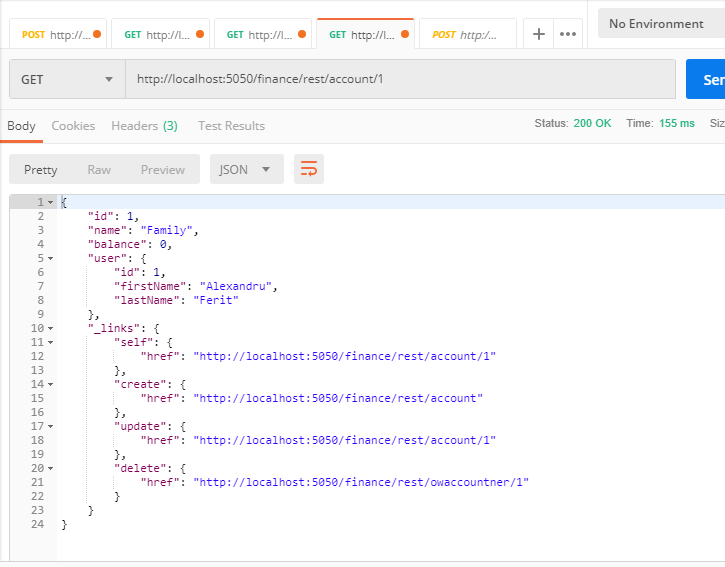 POST http://... GET http://l... GET http://l... GET http://l... POST http:/... + ••• No Environment
GET http://localhost:5050/finance/rest/account/1 Sen
Body Cookies Headers (3) Test Results Status: 200 OK Time: 155 ms Siz
Pretty Raw Preview JSON
1 {
2 "id": 1,
3 "name": "Family",
4 "balance": 0,
5 "user": {
6 "id": 1,
7 "firstName": "Alexandru",
8 "lastName": "Ferit"
9 },
10 "_links": {
11 "self": {
12 "href": "http://localhost:5050/finance/rest/account/1"
13 },
14 "create": {
15 "href": "http://localhost:5050/finance/rest/account"
16 },
17 "update": {
18 "href": "http://localhost:5050/finance/rest/account/1"
19 },
20 "delete": {
21 "href": "http://localhost:5050/finance/rest/owaccountner/1"
22 }
23 }
24 }